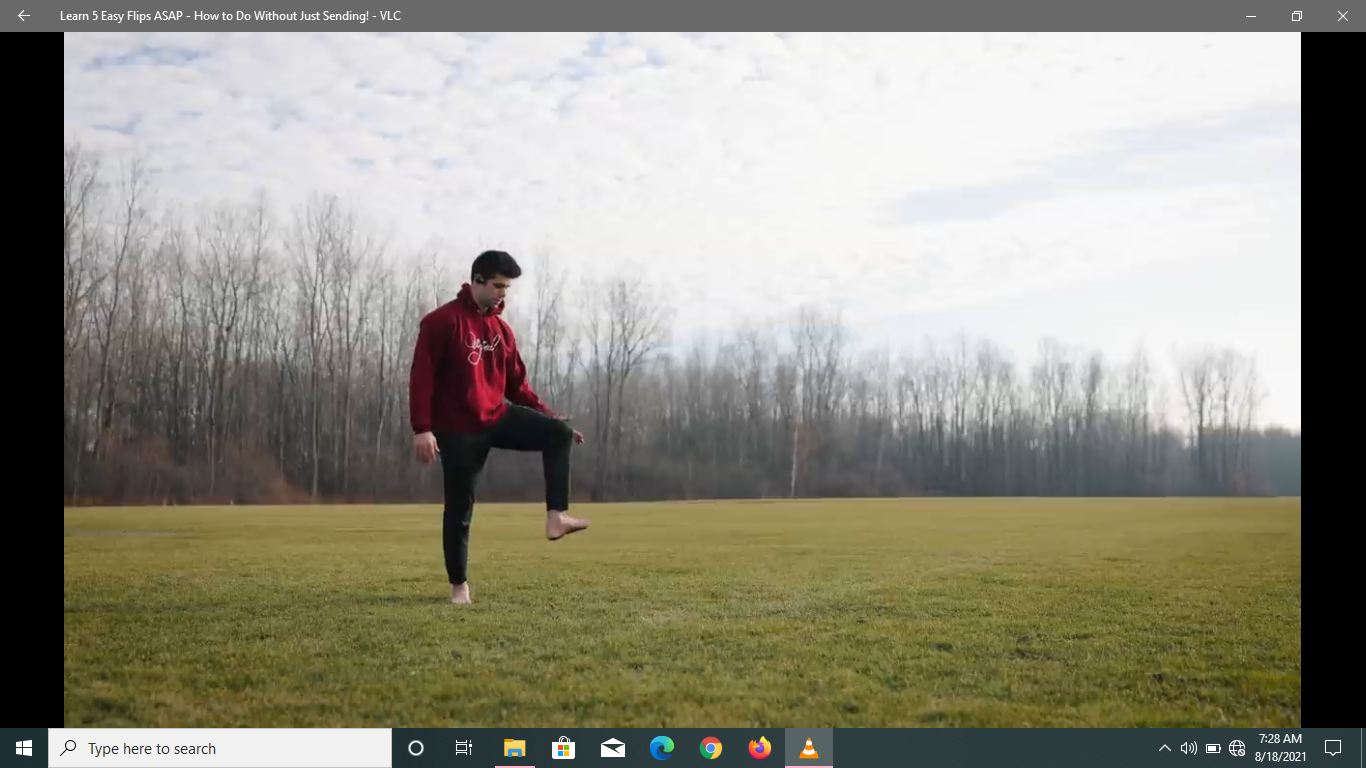 Learn 5 Easy Flips ASAP - How to Do Without Just Sending! - VLC
Type here to search
7:28 AM
8/18/2021